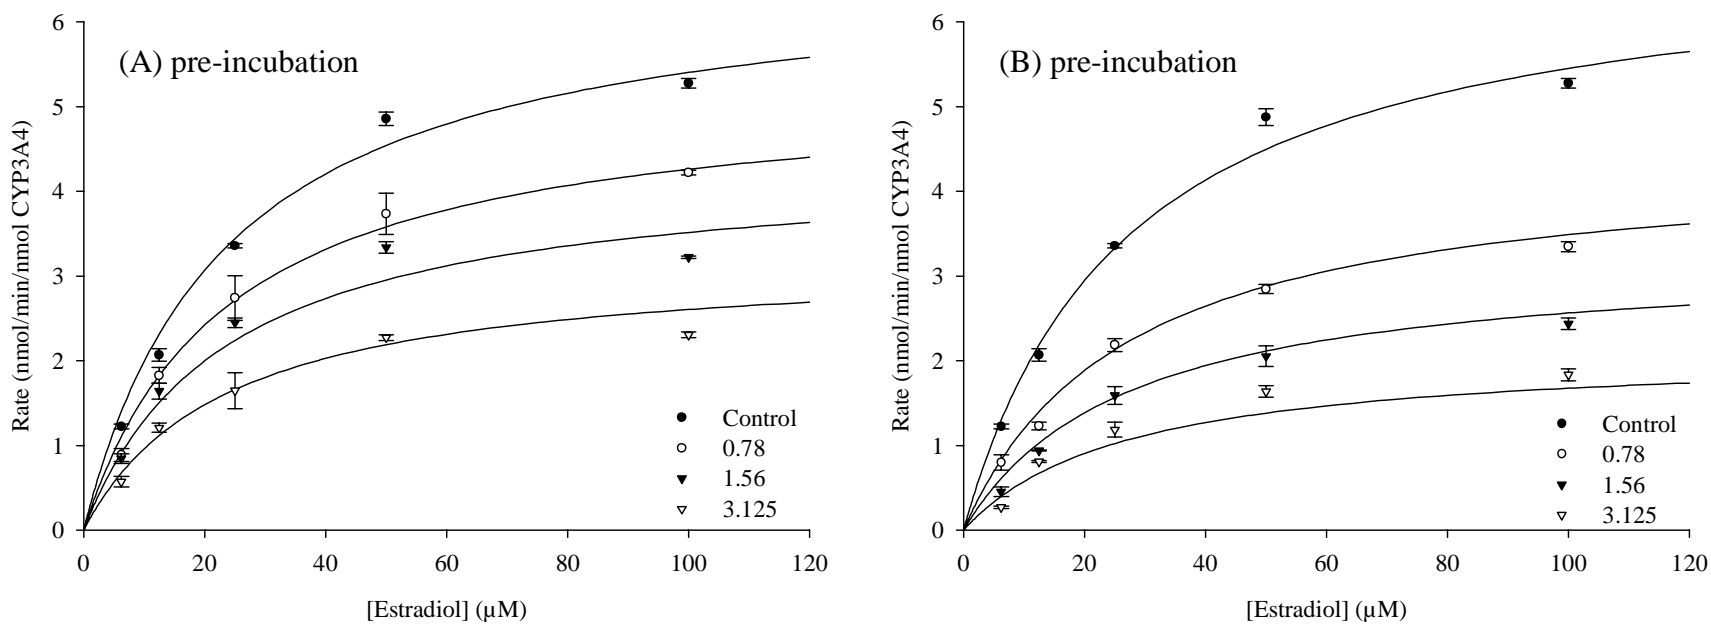 (A) pre-incubation
Rate (nmol/min/nmol CYP3A4)
6
5
4
3
2
1
0
0 20 40 60 80 100 120
[Estradiol] (µM)
Control
0.78
1.56
3.125
(B) pre-incubation
Rate (nmol/min/nmol CYP3A4)
6
5
4
3
2
1
0
0 20 40 60 80 100 120
[Estradiol] (µM)
Control
0.78
1.56
3.125